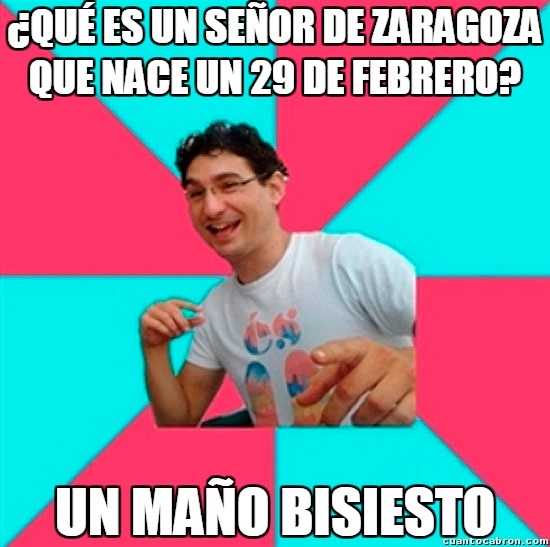 ¿QUÉ ES UN SEÑOR DE ZARAGOZA
QUE NACE UN 29 DE FEBRERO?
UN MAÑO BISIESTO
cuantocabron.com